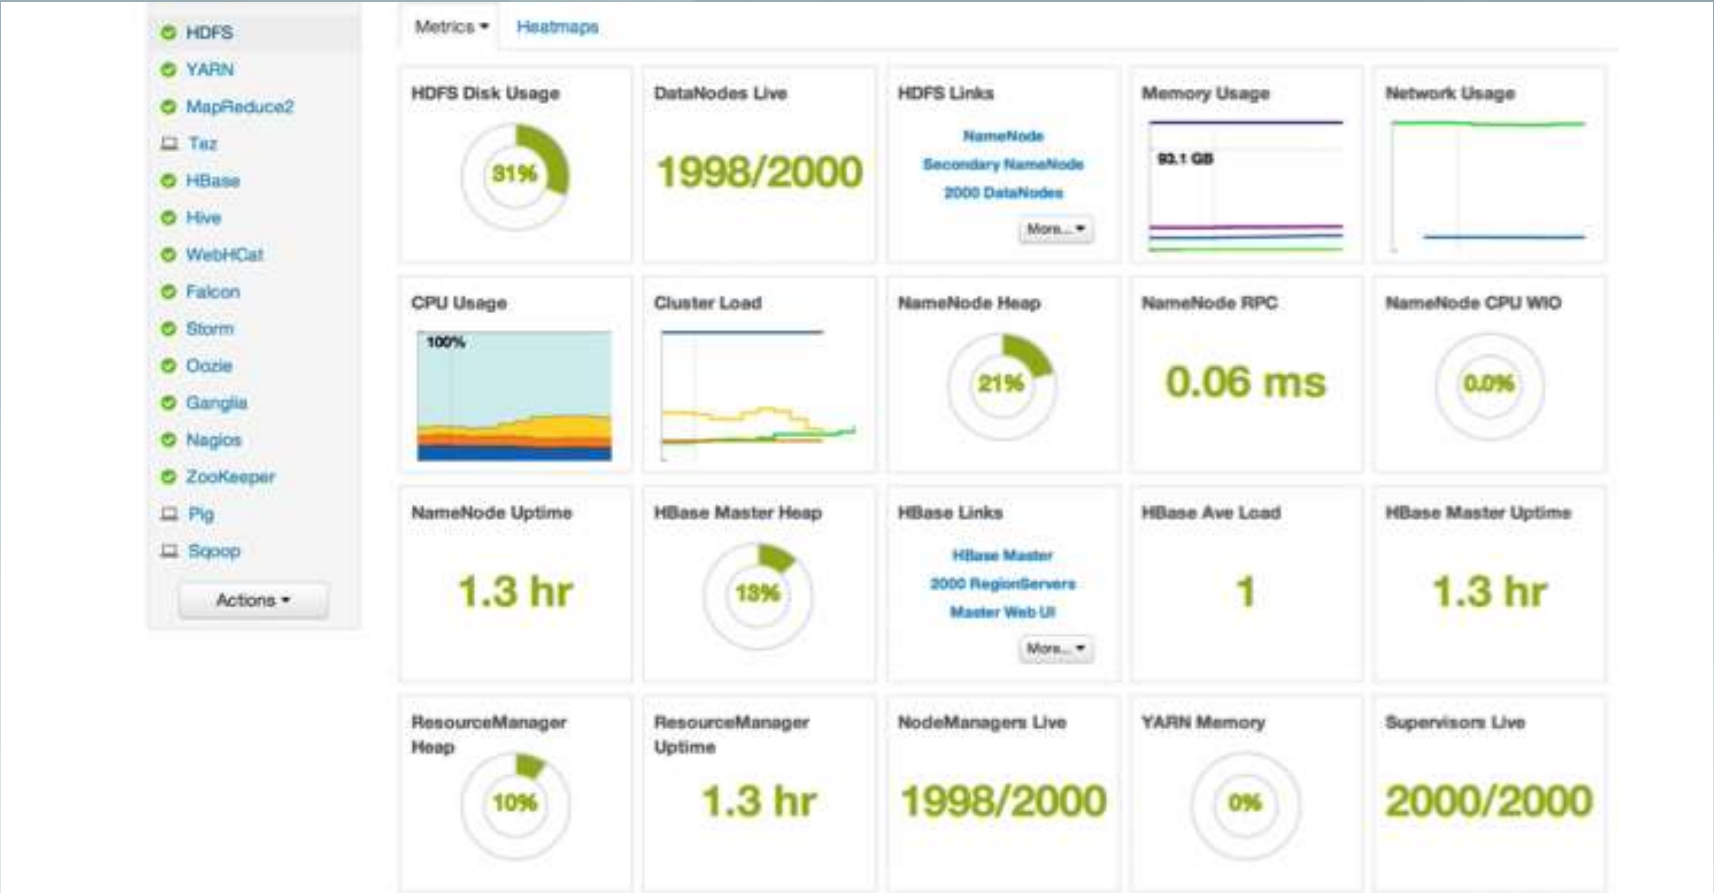 HDFS
YARN
MapReduce2
Tez
HBase
Hive
WebHCat
Falcon
Storm
Oozie
Ganglia
Nagios
ZooKeeper
Pig
Sqoop
Actions
Metrics
Heatmaps
HDFS Disk Usage
31%
DataNodes Live
1998/2000
HDFS Links
NameNode
Secondary NameNode
2000 DataNodes
More...
Memory Usage
93.1 GB
Network Usage
CPU Usage
100%
Cluster Load
NameNode Heap
21%
NameNode RPC
0.06 ms
NameNode CPU WIO
0.0%
NameNode Uptime
1.3 hr
HBase Master Heap
13%
HBase Links
HBase Master
2000 RegionServers
Master Web UI
More...
HBase Ave Load
1
HBase Master Uptime
1.3 hr
ResourceManager
Heap
10%
ResourceManager
Uptime
1.3 hr
NodeManagers Live
1998/2000
YARN Memory
0%
Supervisors Live
2000/2000